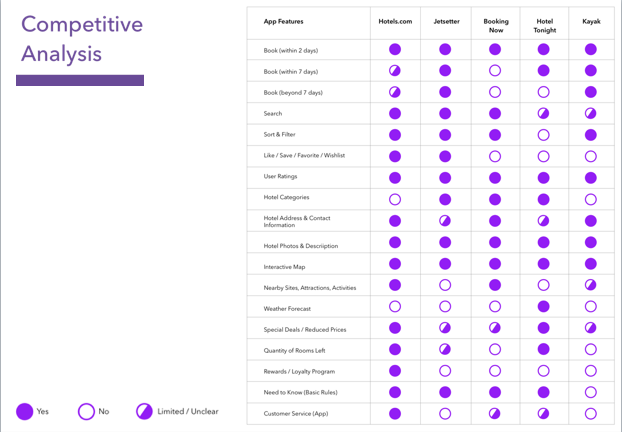 Competitive
Analysis
App Features
Hotels.com
Jetsetter
Booking
Now
Hotel
Tonight
Kayak
Book (within 2 days)
Book (within 7 days)
Book (beyond 7 days)
Search
Sort & Filter
Like / Save / Favorite / Wishlist
User Ratings
Hotel Categories
Hotel Address & Contact
Information
Hotel Photos & Description
Interactive Map
Nearby Sites, Attractions, Activities
Weather Forecast
Special Deals / Reduced Prices
Quantity of Rooms Left
Rewards / Loyalty Program
Need to Know (Basic Rules)
Customer Service (App)
Yes
No
Limited / Unclear